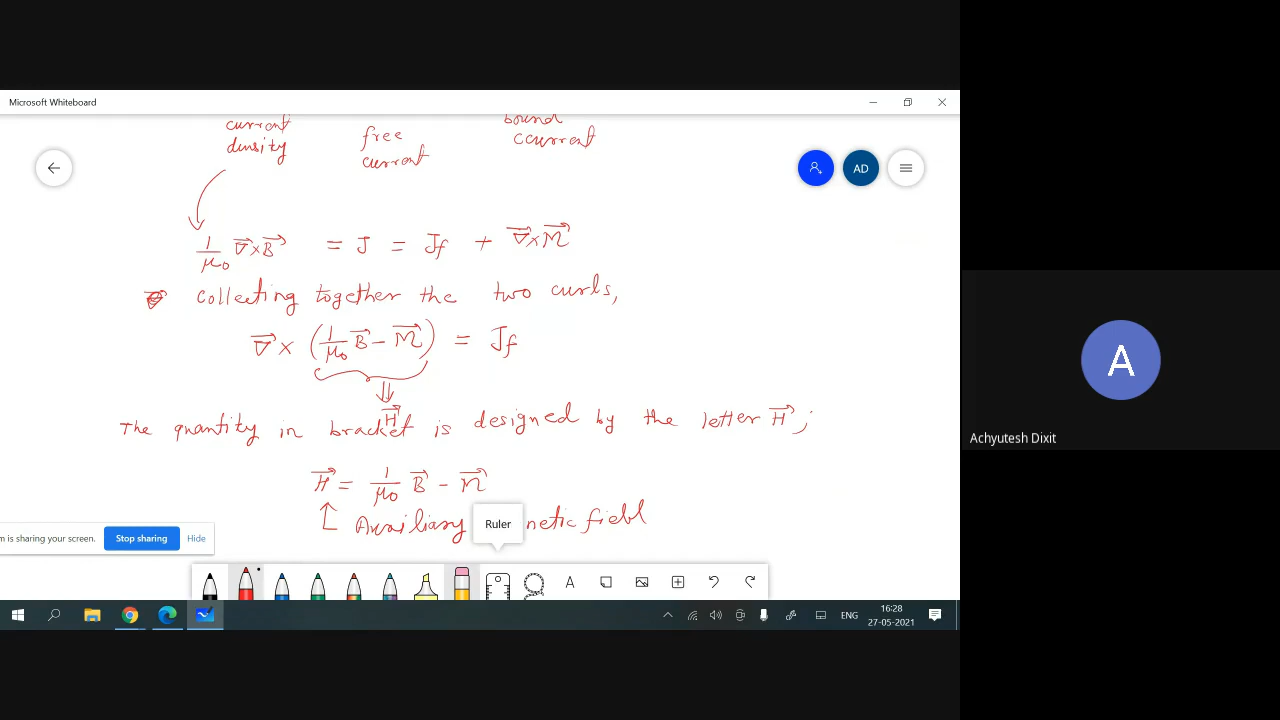 Microsoft Whiteboard
current density
free current
bound ccurrent
AD
1/μ0 ∇×B = J = Jf + ∇×M
collecting together the two curls,
∇ × (1/μ0 B − M) = Jf
⇓
H
The quantity in bracket is designed by the letter H;
H = 1/μ0 B − M
↑ Auxiliary netic field
Ruler
m is sharing your screen. Stop sharing Hide
A
Achyutesh Dixit
A
ENG
16:28
27-05-2021